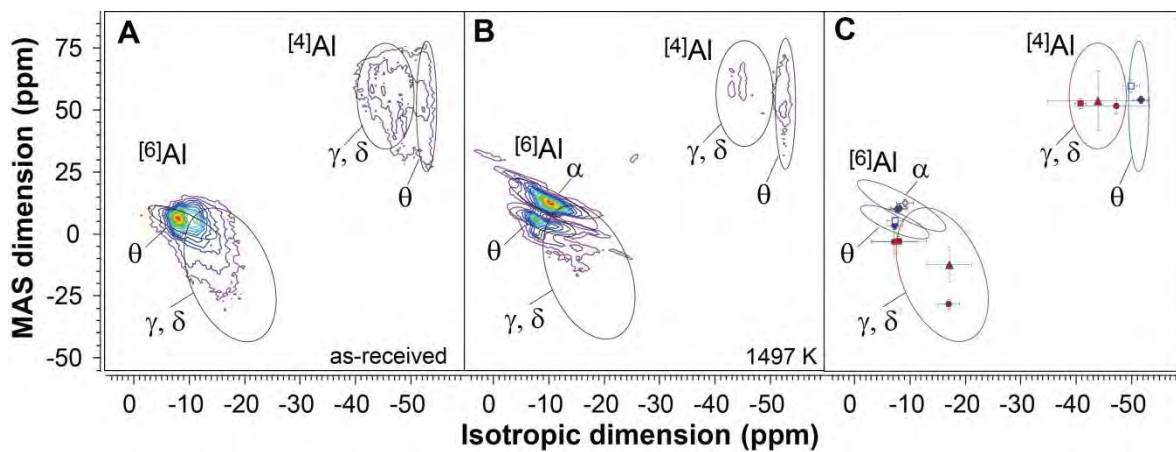 A
B
C
MAS dimension (ppm)
75
50
25
0
-25
-50
[4]Al
[6]Al
γ, δ
θ
θ
γ, δ
as-received
[4]Al
[6]Al
α
γ, δ
θ
θ
γ, δ
1497 K
[4]Al
[6]Al
α
γ, δ
θ
θ
γ, δ
0 -10 -20 -30 -40 -50
0 -10 -20 -30 -40 -50
0 -10 -20 -30 -40 -50
Isotropic dimension (ppm)